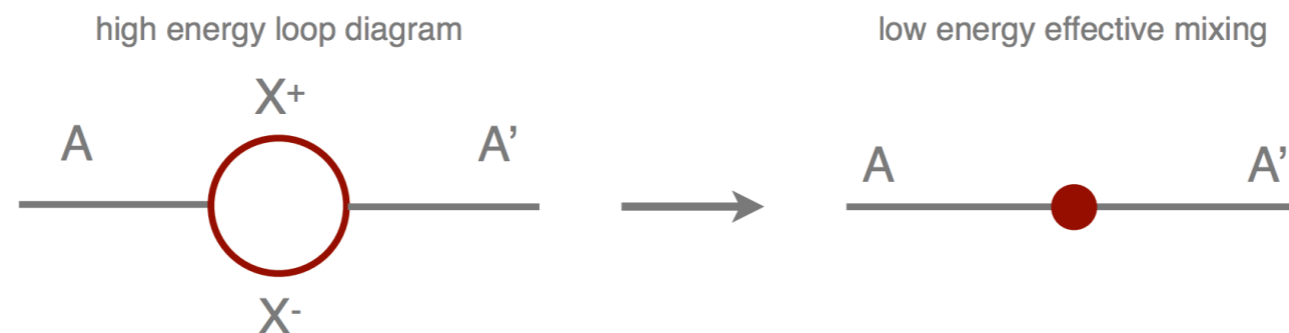 high energy loop diagram
low energy effective mixing
X+
A
A'
A
A'
X-